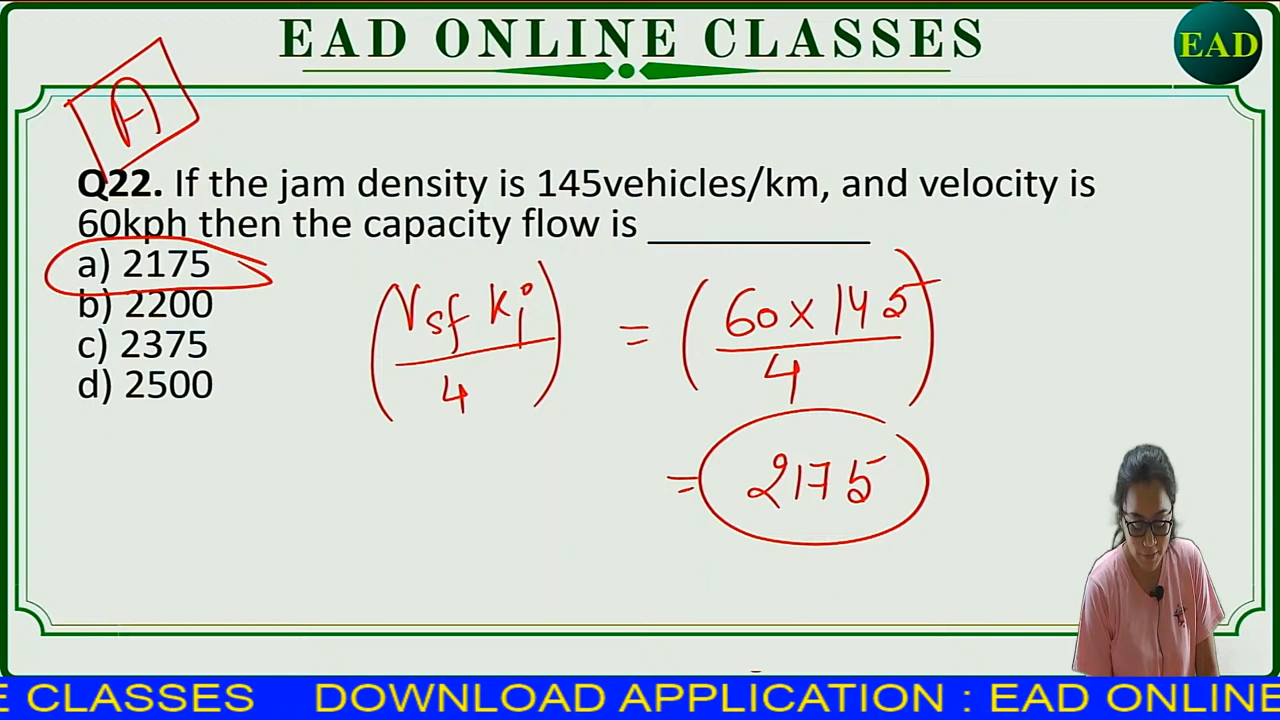 EAD ONLINE CLASSES
EAD
A
Q22. If the jam density is 145vehicles/km, and velocity is
60kph then the capacity flow is ___________
a) 2175
b) 2200
c) 2375
d) 2500
(Vsf kj / 4) = (60 x 145 / 4)
= 2175
E CLASSES DOWNLOAD APPLICATION : EAD ONLINE